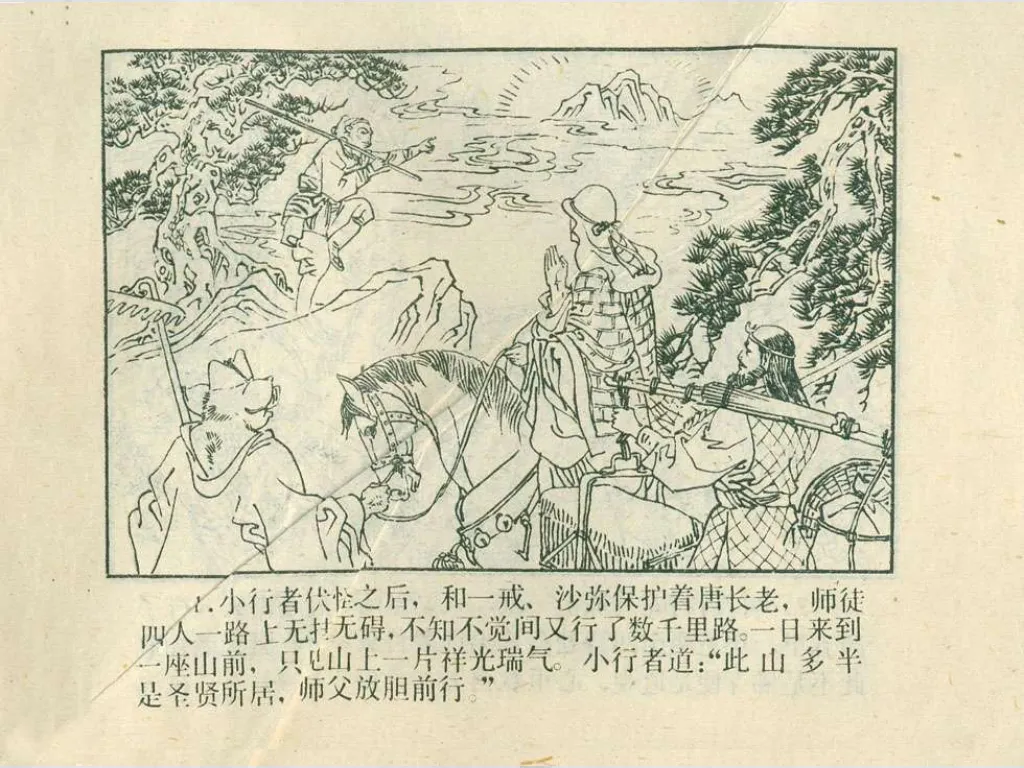 1. 小行者伏怪之后，和一戒、沙弥保护着唐长老，师徒
四人一路上无挂无碍，不知不觉间又行了数千里路。一日来到
一座山前，只见山上一片祥光瑞气。小行者道：“此山多半
是圣贤所居，师父放胆前行。”